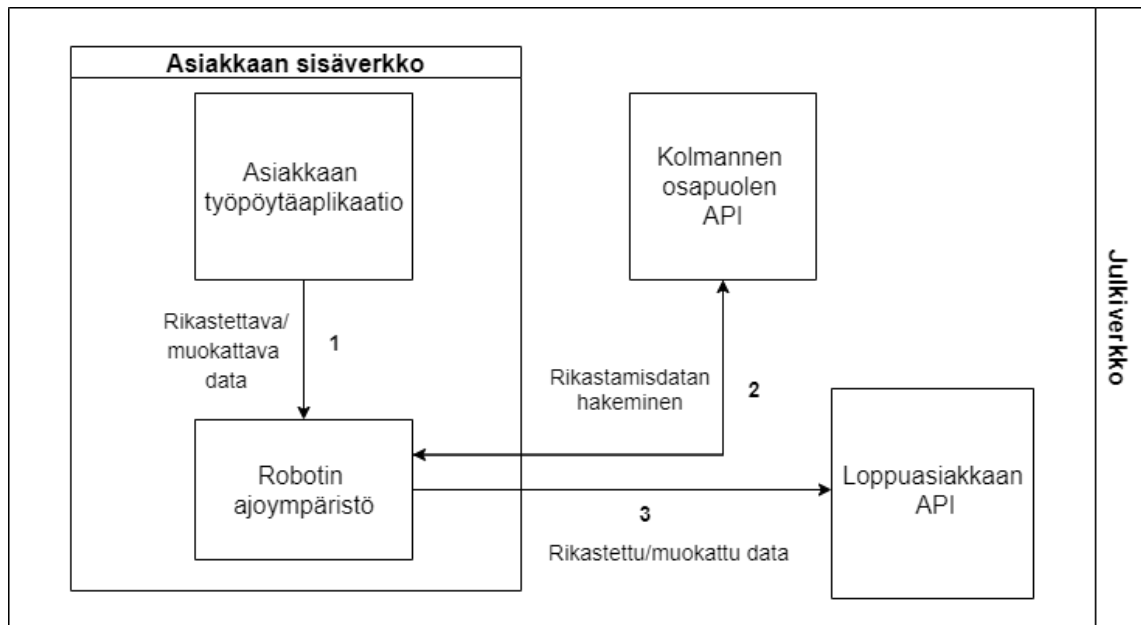 Asiakkaan sisäverkko
Asiakkaan
työpöytäaplikaatio
Kolmannen
osapuolen
API
Julkiverkko
Rikastettava/
muokattava
data
1
Rikastamisdatan
hakeminen
2
Robotin
ajoympäristö
Loppuasiakkaan
API
3
Rikastettu/muokattu data